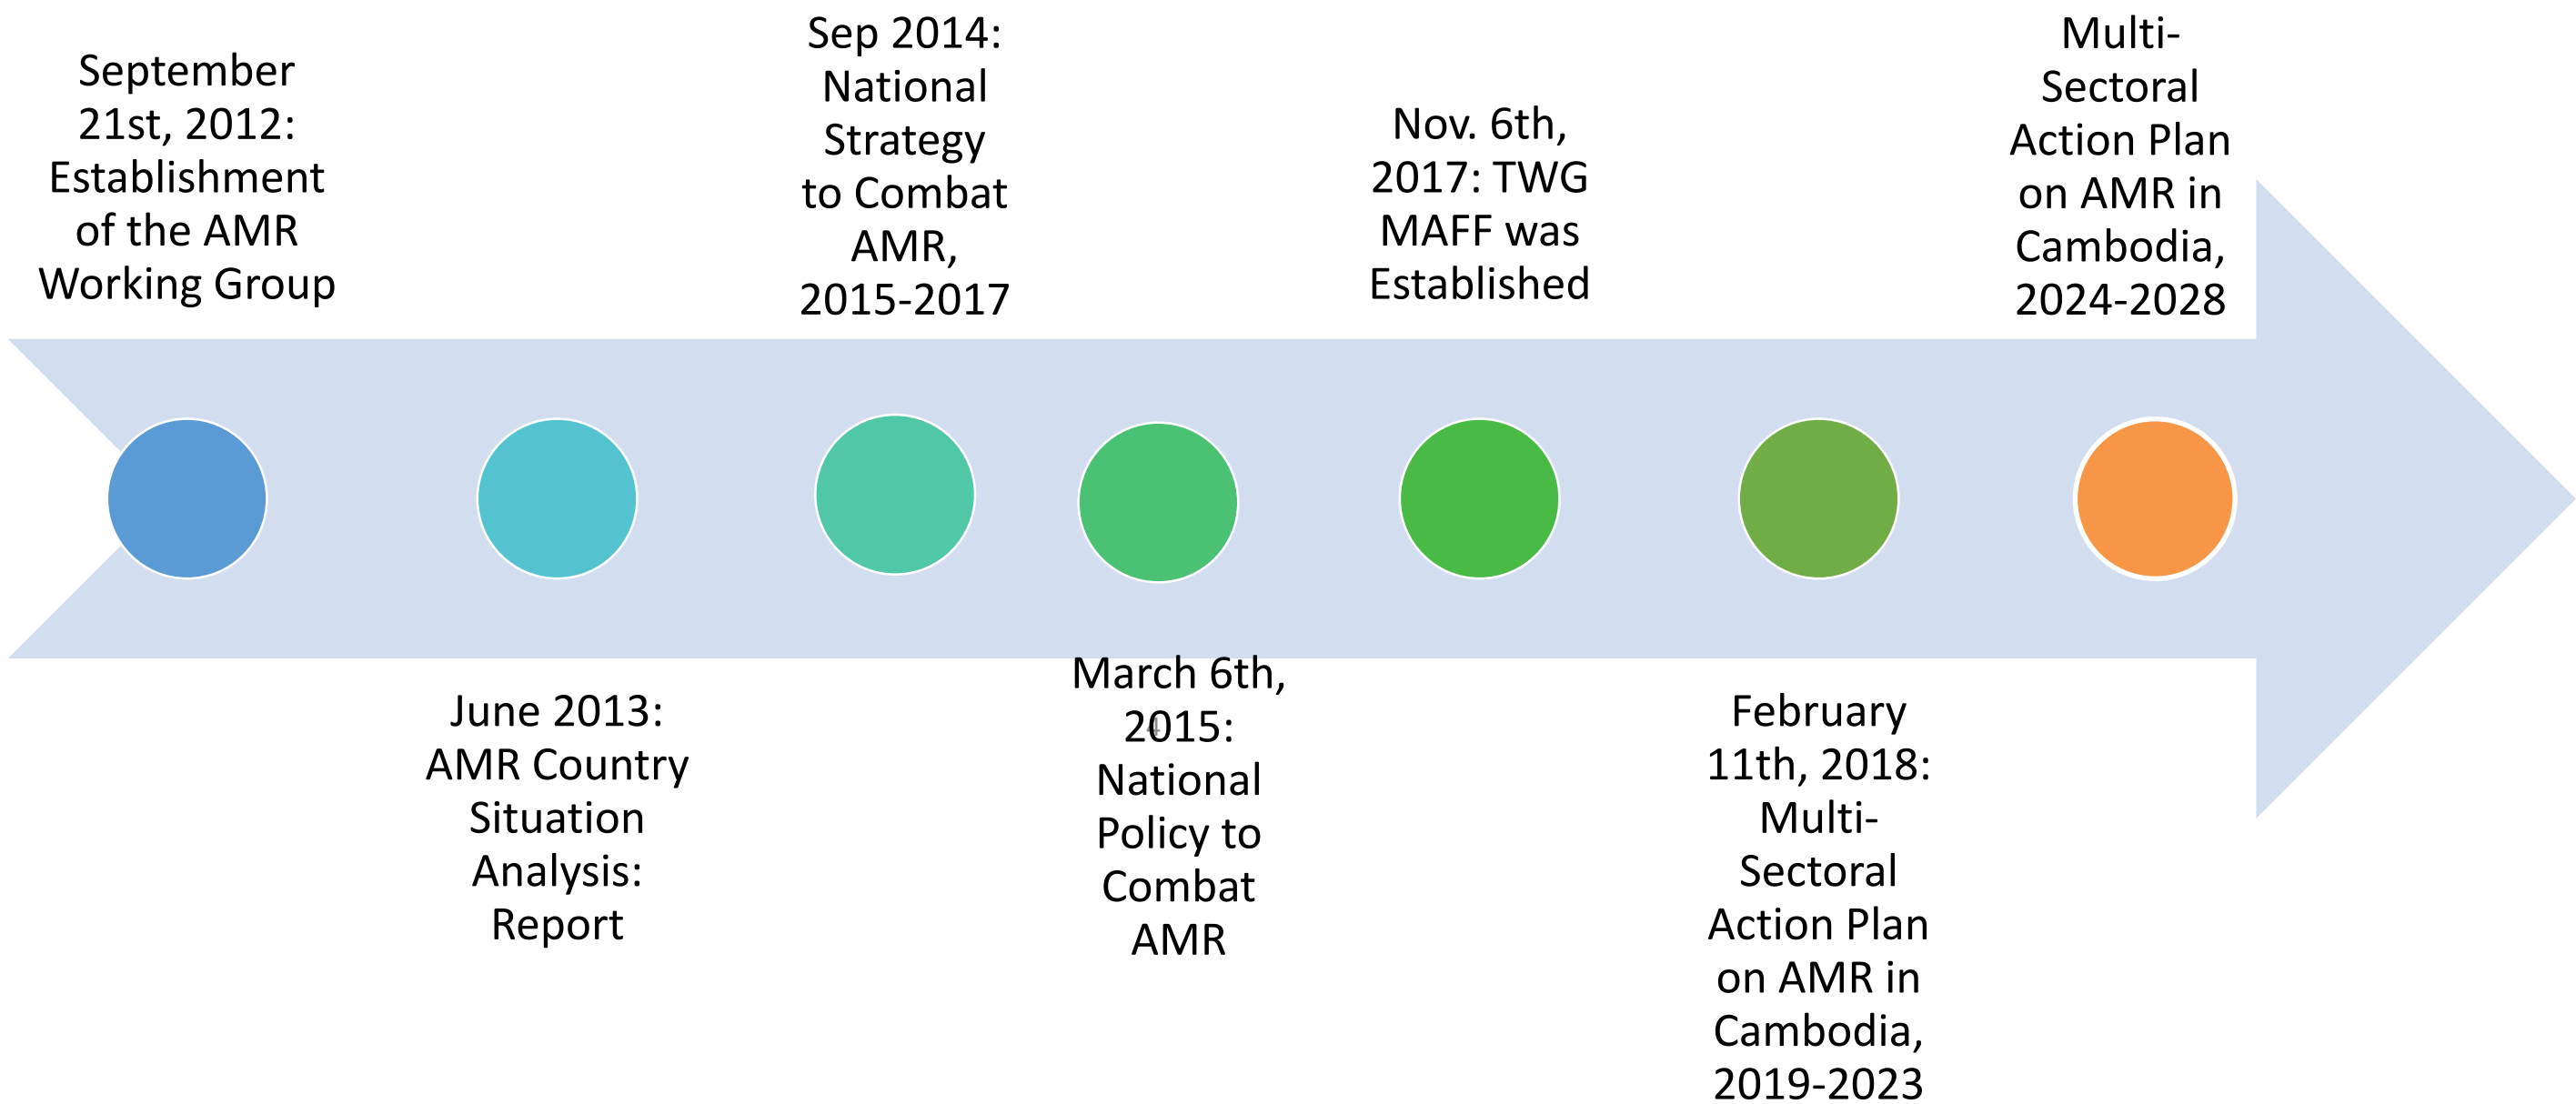 September
21st, 2012:
Establishment
of the AMR
Working Group
June 2013:
AMR Country
Situation
Analysis:
Report
Sep 2014:
National
Strategy
to Combat
AMR,
2015-2017
March 6th,
2015:
National
Policy to
Combat
AMR
4
Nov. 6th,
2017: TWG
MAFF was
Established
February
11th, 2018:
Multi-
Sectoral
Action Plan
on AMR in
Cambodia,
2019-2023
Multi-
Sectoral
Action Plan
on AMR in
Cambodia,
2024-2028